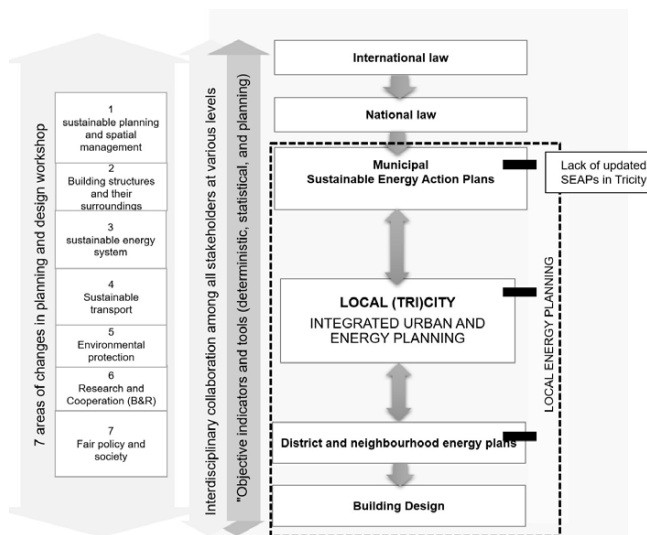 7 areas of changes in planning and design workshop
1
sustainable planning
and spatial
management
2
Building structures
and their
surroundings
3
sustainable energy
system
4
Sustainable
transport
5
Environmental
protection
6
Research and
Cooperation (B&R)
7
Fair policy and
society
Interdisciplinary collaboration among all stakeholders at various levels
"Objective indicators and tools (deterministic, statistical, and planning)
International law
National law
Municipal
Sustainable Energy Action Plans
Lack of updated
SEAPs in Tricity
LOCAL (TRI)CITY
INTEGRATED URBAN AND
ENERGY PLANNING
District and neighbourhood energy plans
Building Design
LOCAL ENERGY PLANNING